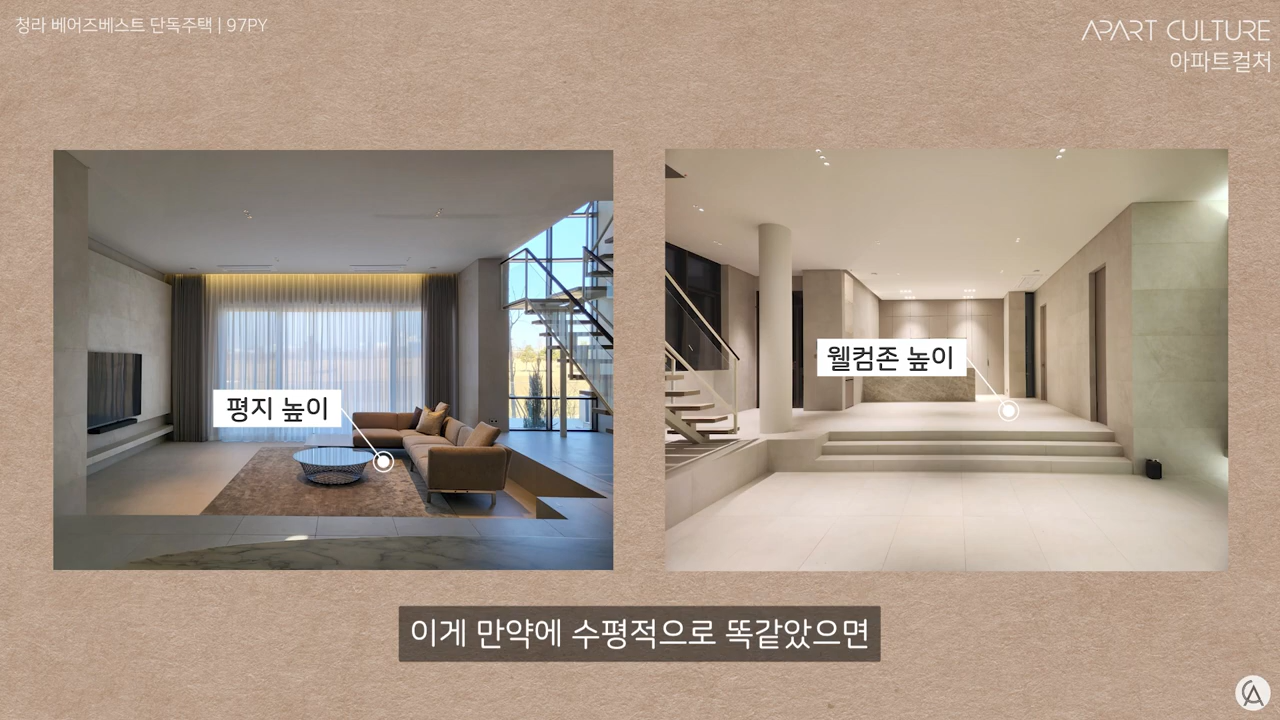 청라 베어즈베스트 단독주택 | 97PY
APART CULTURE
아파트컬처
평지 높이
웰컴존 높이
이게 만약에 수평적으로 똑같았으면